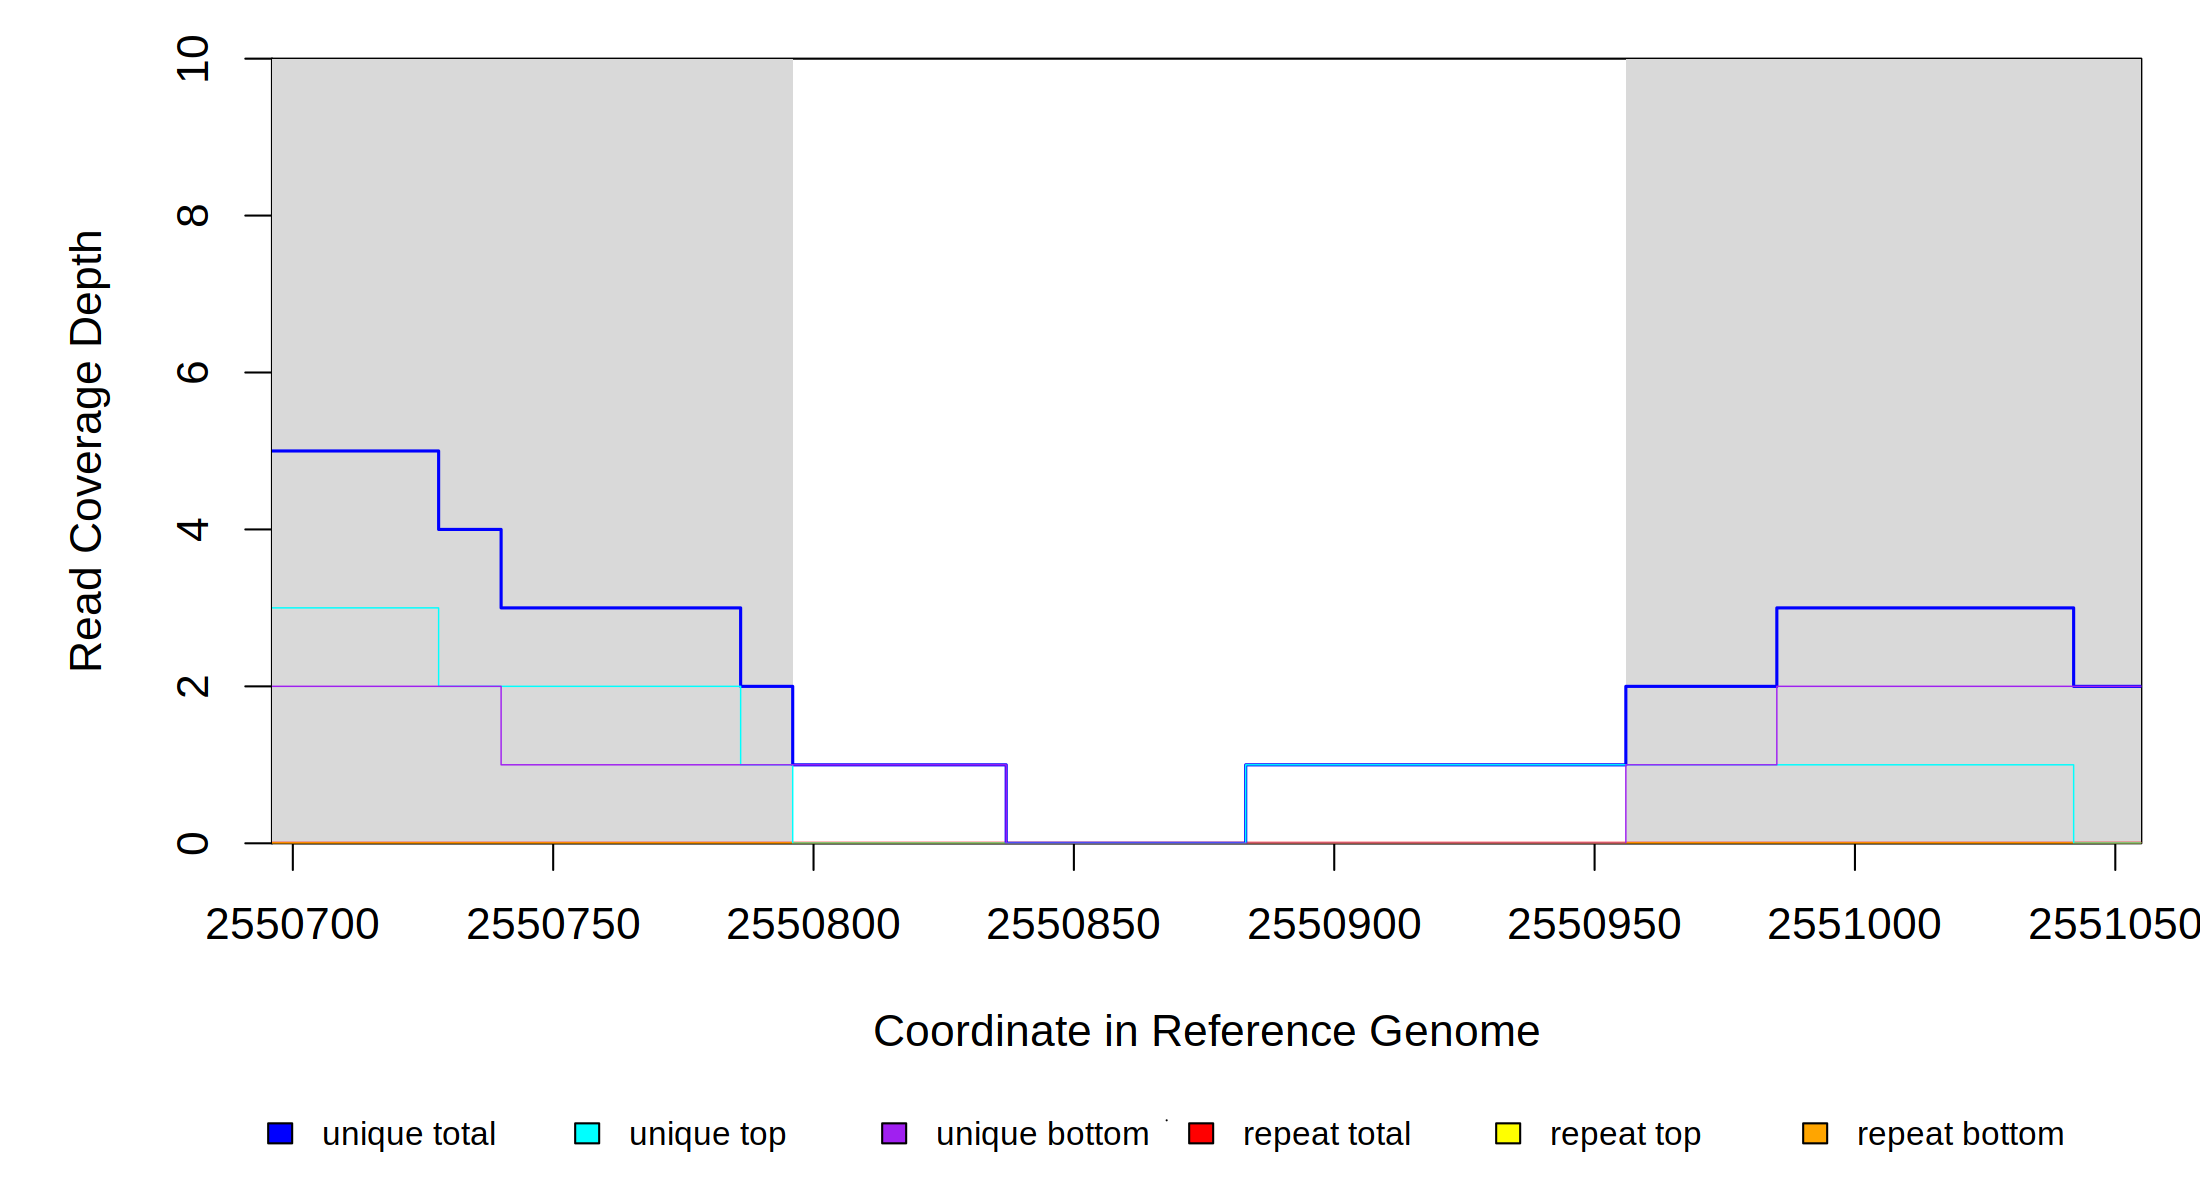 10
8
6
4
2
0
Read Coverage Depth
2550700 2550750 2550800 2550850 2550900 2550950 2551000 2551050
Coordinate in Reference Genome
unique total unique top unique bottom repeat total repeat top repeat bottom